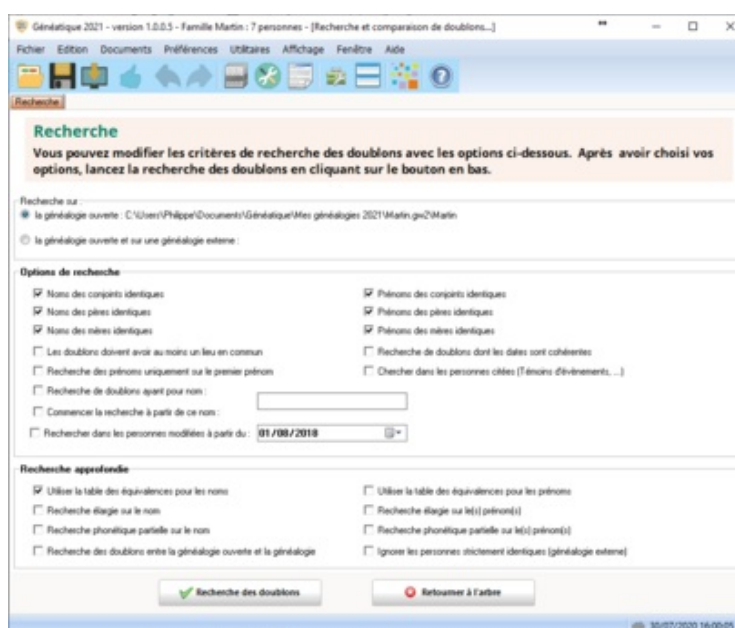 Généatique 2021 - version 1.0.0.5 - Famille Martin : 7 personnes - [Recherche et comparaison de doublons...]
Fichier Edition Documents Préférences Utilitaires Affichage Fenêtre Aide
Recherche
Recherche
Vous pouvez modifier les critères de recherche des doublons avec les options ci-dessous. Après avoir choisi vos
options, lancez la recherche des doublons en cliquant sur le bouton en bas.
Recherche sur :
la généalogie ouverte : C:\Users\Philippe\Documents\Généatique\Mes généalogies 2021\Martin.gw2\Martin
la généalogie ouverte et sur une généalogie externe :
Options de recherche
Noms des conjoints identiques Prénoms des conjoints identiques
Noms des pères identiques Prénoms des pères identiques
Noms des mères identiques Prénoms des mères identiques
Les doublons doivent avoir au moins un lieu en commun Recherche de doublons dont les dates sont cohérentes
Recherche des prénoms uniquement sur le premier prénom Chercher dans les personnes citées (Témoins d'évènements, ...)
Recherche de doublons ayant pour nom :
Commencer la recherche à partir de ce nom :
Rechercher dans les personnes modifiées à partir du : 01/08/2018
Recherche approfondie
Utiliser la table des équivalences pour les noms Utiliser la table des équivalences pour les prénoms
Recherche élargie sur le nom Recherche élargie sur le(s) prénom(s)
Recherche phonétique partielle sur le nom Recherche phonétique partielle sur le(s) prénom(s)
Recherche des doublons entre la généalogie ouverte et la généalogie Ignorer les personnes strictement identiques (généalogie externe)
Recherche des doublons Retourner à l'arbre
30/07/2020 16:00:05